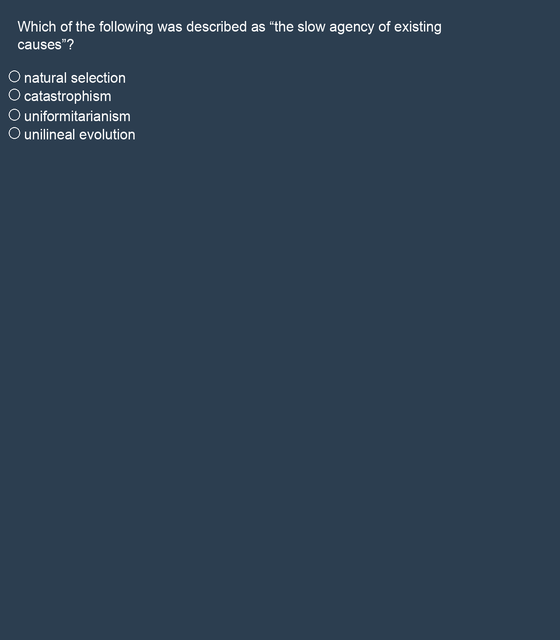 Which of the following was described as “the slow agency of existing
causes”?
natural selection
catastrophism
uniformitarianism
unilineal evolution